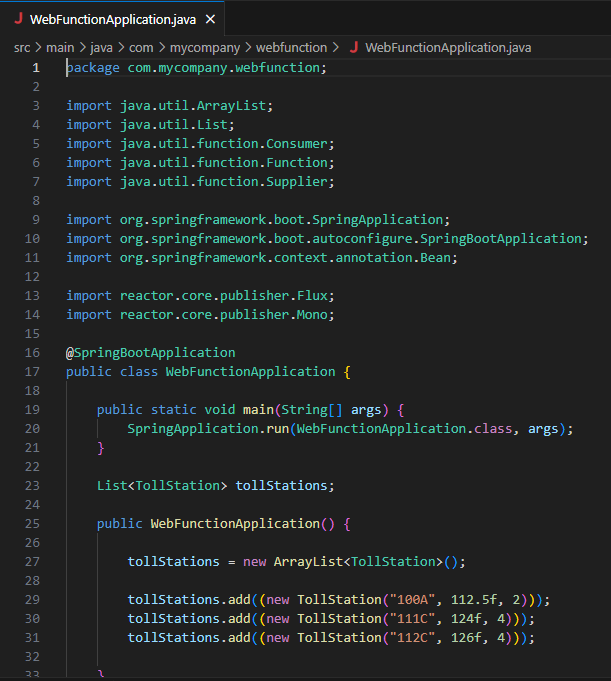 J WebFunctionApplication.java ×
src > main > java > com > mycompany > webfunction > J WebFunctionApplication.java
1 package com.mycompany.webfunction;
2
3 import java.util.ArrayList;
4 import java.util.List;
5 import java.util.function.Consumer;
6 import java.util.function.Function;
7 import java.util.function.Supplier;
8
9 import org.springframework.boot.SpringApplication;
10 import org.springframework.boot.autoconfigure.SpringBootApplication;
11 import org.springframework.context.annotation.Bean;
12
13 import reactor.core.publisher.Flux;
14 import reactor.core.publisher.Mono;
15
16 @SpringBootApplication
17 public class WebFunctionApplication {
18
19     public static void main(String[] args) {
20         SpringApplication.run(WebFunctionApplication.class, args);
21     }
22
23     List<TollStation> tollStations;
24
25     public WebFunctionApplication() {
26
27         tollStations = new ArrayList<TollStation>();
28
29         tollStations.add((new TollStation("100A", 112.5f, 2)));
30         tollStations.add((new TollStation("111C", 124f, 4)));
31         tollStations.add((new TollStation("112C", 126f, 4)));
32
33     }